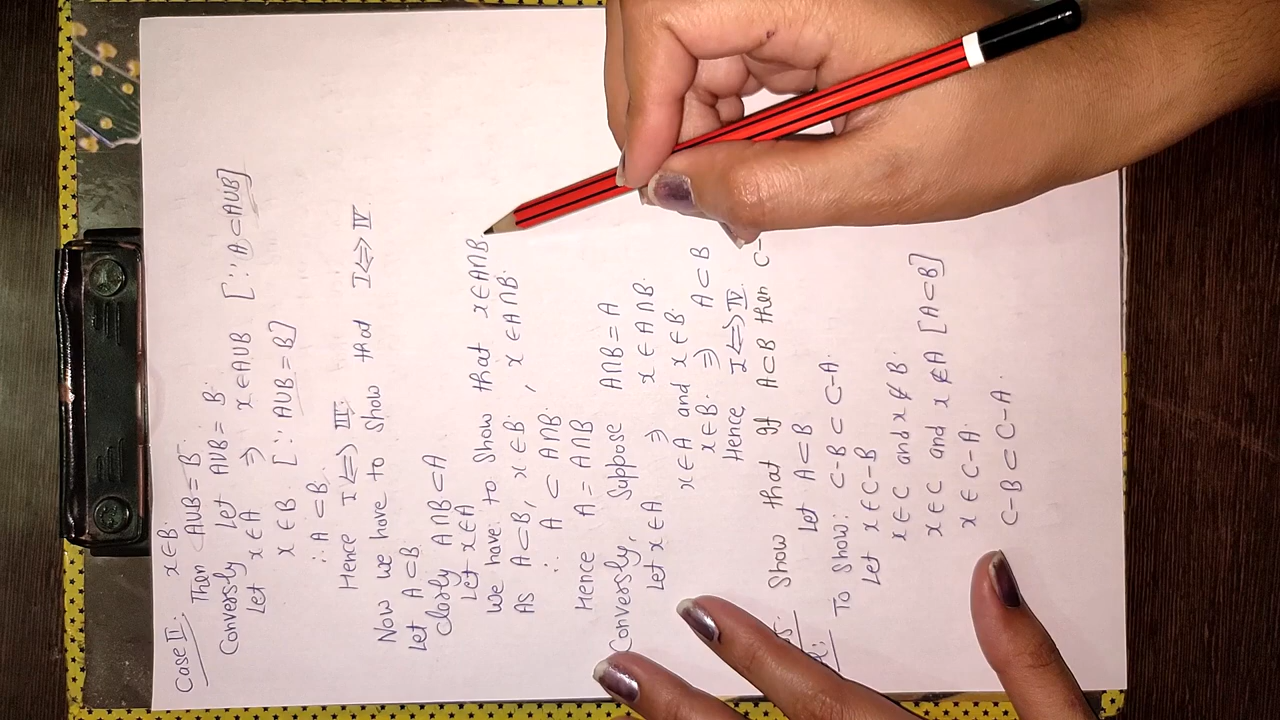 Case II. x∈B.
Then A∪B = B.
Conversly Let A∪B = B.
Let x∈A ⇒ x∈A∪B [∵ A⊂A∪B]
x∈B [∵ A∪B = B]
∴ A⊂B.
Hence I⟺III.
Now we have to show that I⟺IV
Let A⊂B
Clearly A∩B⊂A
Let x∈A
We have to show that x∈A∩B.
As A⊂B, x∈B, x∈A∩B.
∴ A⊂A∩B.
Hence A = A∩B
Conversly, Suppose A∩B = A
Let x∈A ⇒ x∈A∩B.
x∈A and x∈B.
x∈B. ⇒ A⊂B
Hence I⟺IV.
Show that If A⊂B then C-
Let A⊂B
To Show: C-B⊂C-A.
Let x∈C-B
x∈C and x∉B.
x∈C and x∉A [A⊂B]
x∈C-A.
C-B⊂C-A.